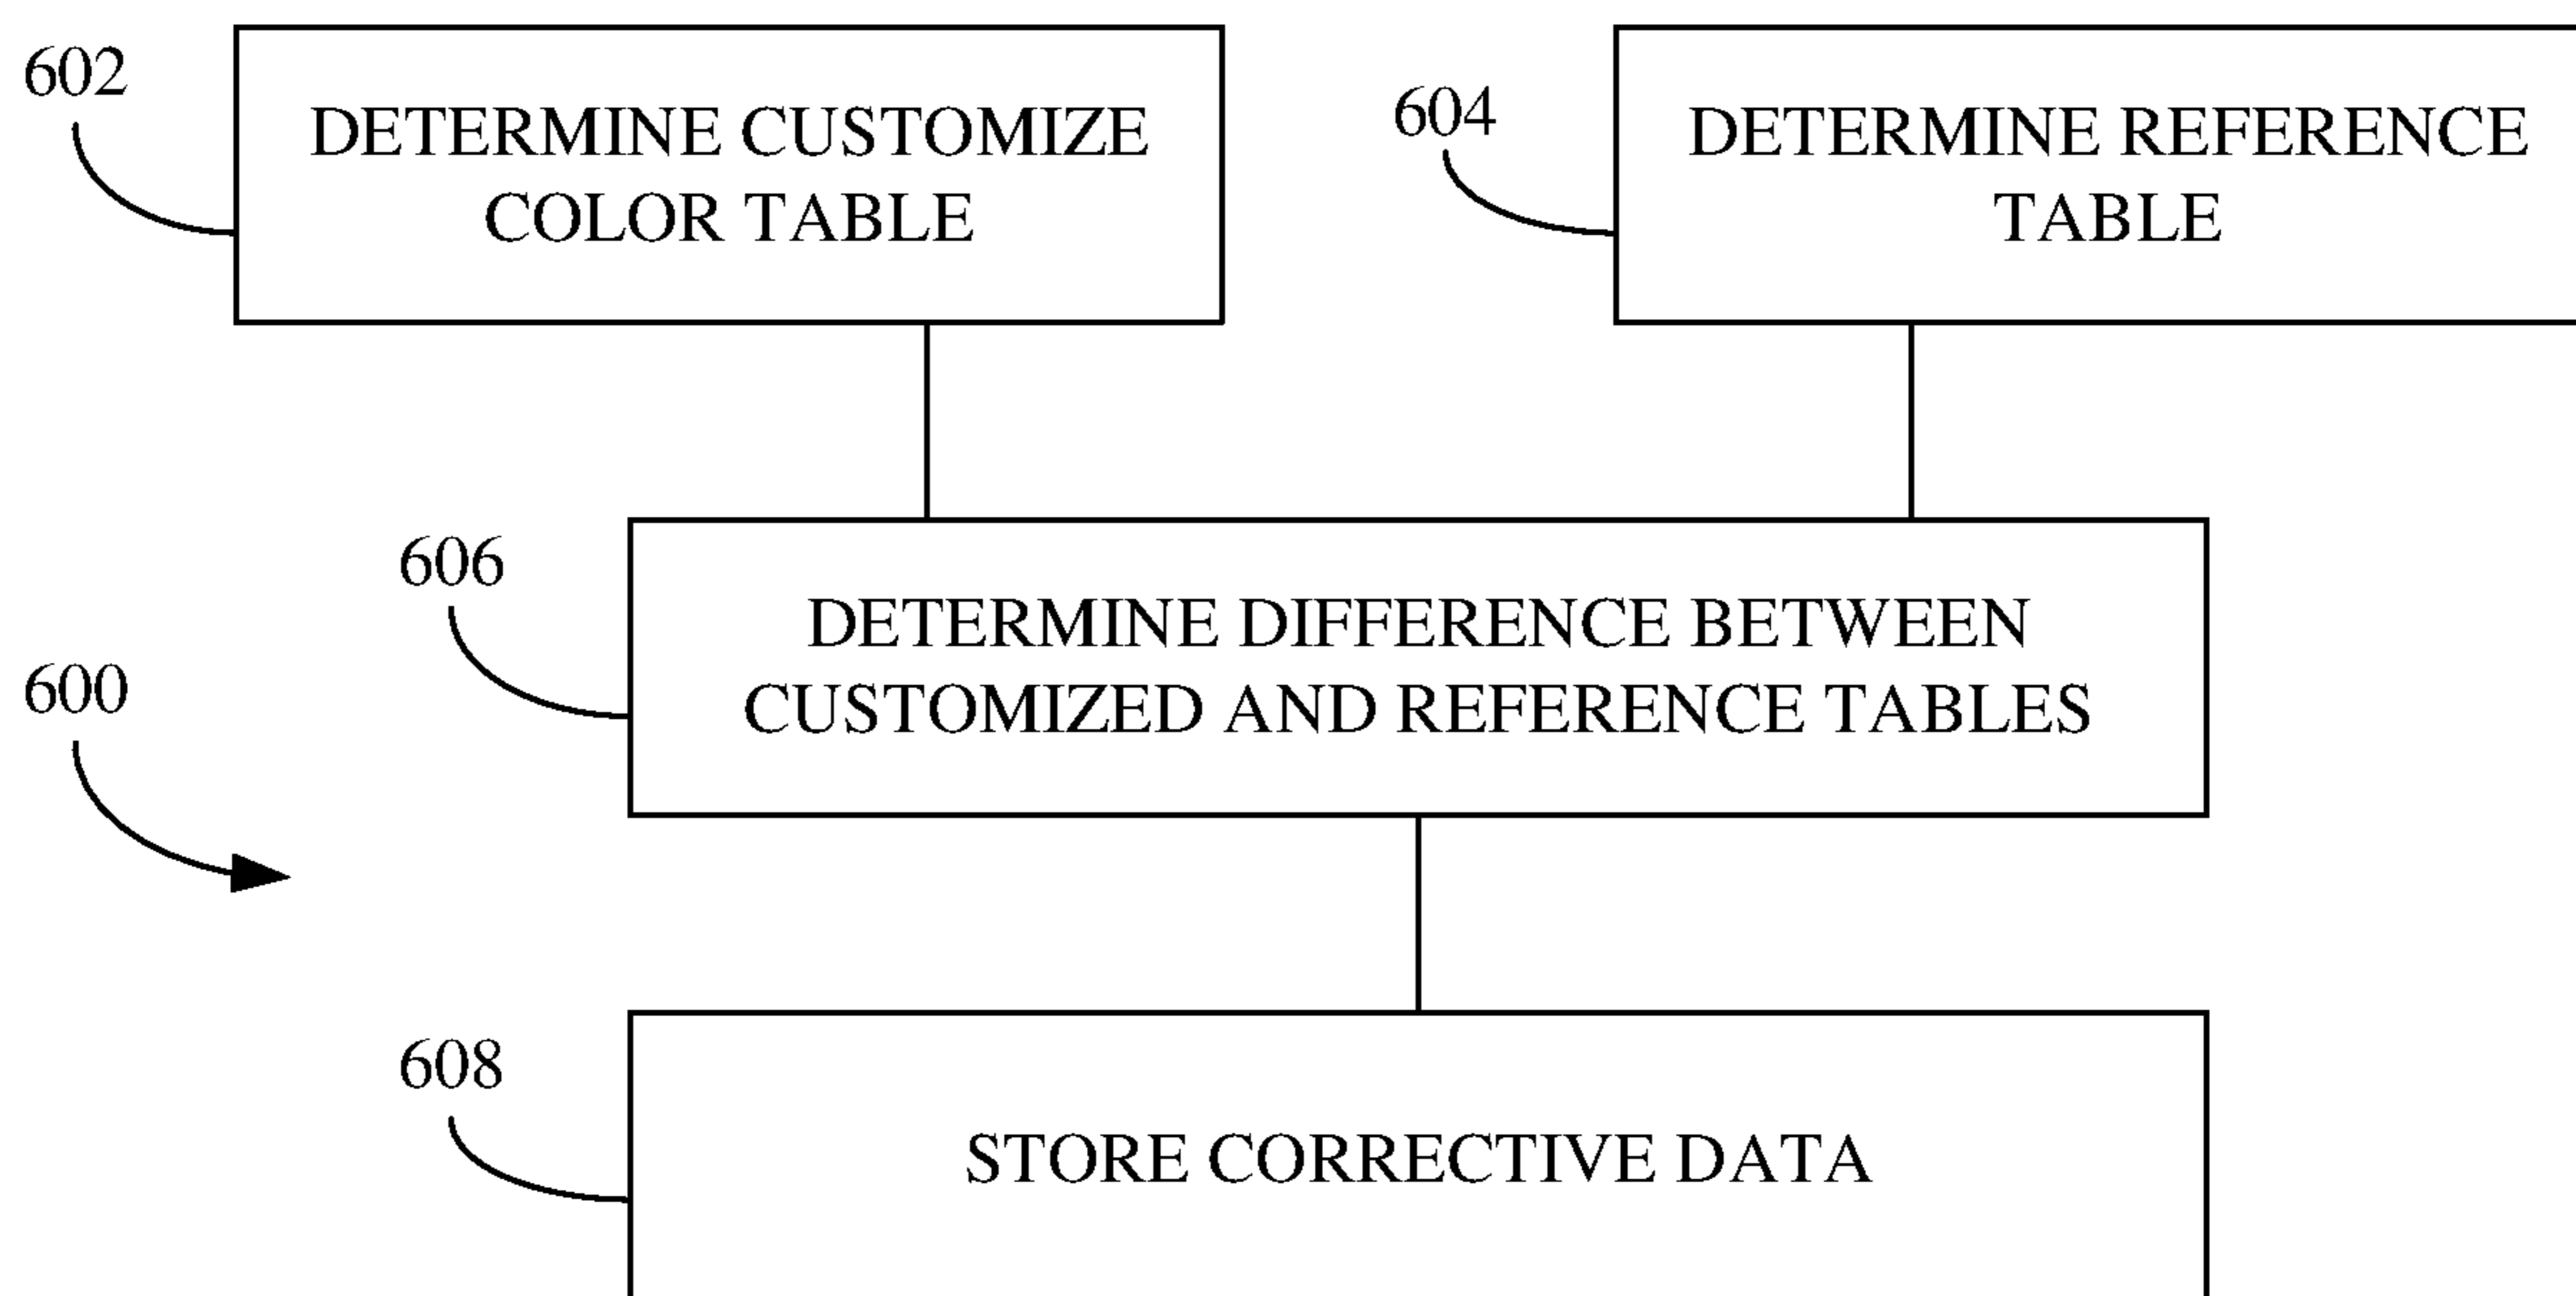 602
DETERMINE CUSTOMIZE
COLOR TABLE
604
DETERMINE REFERENCE
TABLE
606
DETERMINE DIFFERENCE BETWEEN
CUSTOMIZED AND REFERENCE TABLES
600
608
STORE CORRECTIVE DATA